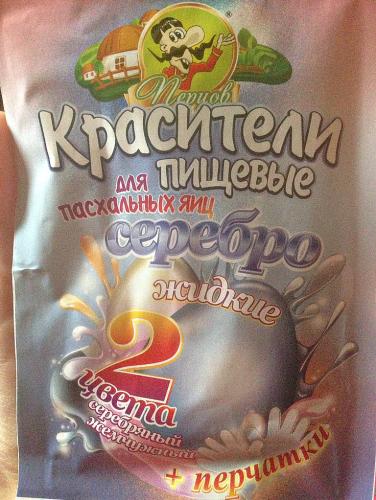 ®
Перцов
Красители
пищевые
для
пасхальных яиц
серебро
жидкие
2
цвета
серебряный
жемчужный
+ перчатки